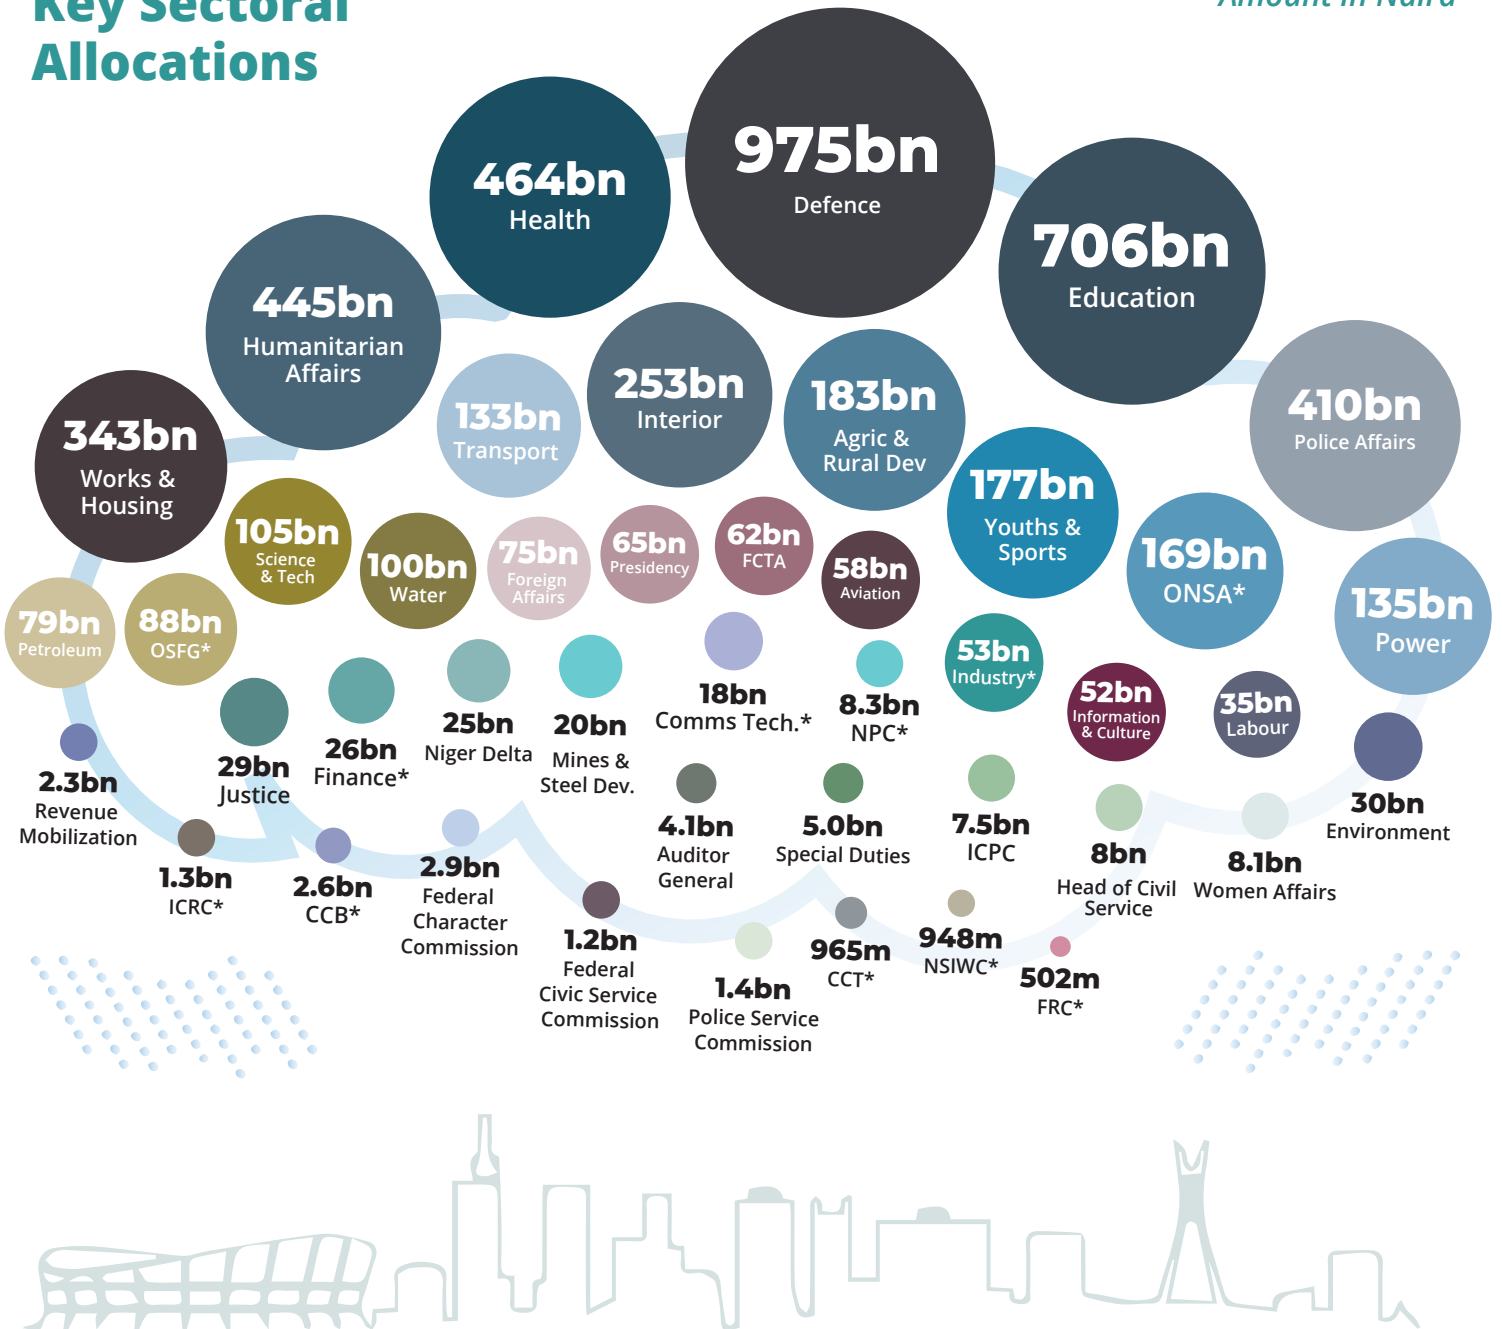 Key Sectoral
Allocations
Amount in Naira
975bn
Defence
464bn
Health
706bn
Education
445bn
Humanitarian
Affairs
410bn
Police Affairs
343bn
Works &
Housing
133bn
Transport
253bn
Interior
183bn
Agric &
Rural Dev
177bn
Youths &
Sports
169bn
ONSA*
135bn
Power
105bn
Science
& Tech
100bn
Water
75bn
Foreign
Affairs
65bn
Presidency
62bn
FCTA
58bn
Aviation
79bn
Petroleum
88bn
OSFG*
53bn
Industry*
52bn
Information
& Culture
35bn
Labour
30bn
Environment
29bn
Justice
26bn
Finance*
25bn
Niger Delta
20bn
Mines &
Steel Dev.
18bn
Comms Tech.*
8.3bn
NPC*
2.3bn
Revenue
Mobilization
1.3bn
ICRC*
2.6bn
CCB*
2.9bn
Federal
Character
Commission
4.1bn
Auditor
General
5.0bn
Special Duties
7.5bn
ICPC
8bn
Head of Civil
Service
8.1bn
Women Affairs
1.2bn
Federal
Civic Service
Commission
1.4bn
Police Service
Commission
965m
CCT*
948m
NSIWC*
502m
FRC*